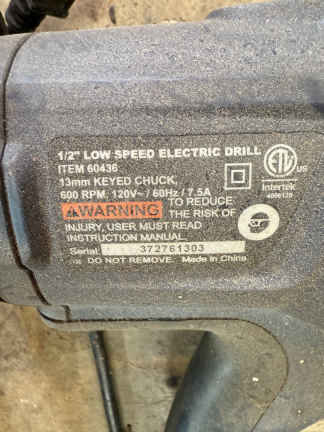 1/2" LOW SPEED ELECTRIC DRILL
ITEM 60436
13mm KEYED CHUCK,
600 RPM, 120V~ / 60Hz / 7.5A
WARNING TO REDUCE
THE RISK OF
INJURY, USER MUST READ
INSTRUCTION MANUAL.
Serial 372761303
DO NOT REMOVE. Made in China
ETL US
Intertek